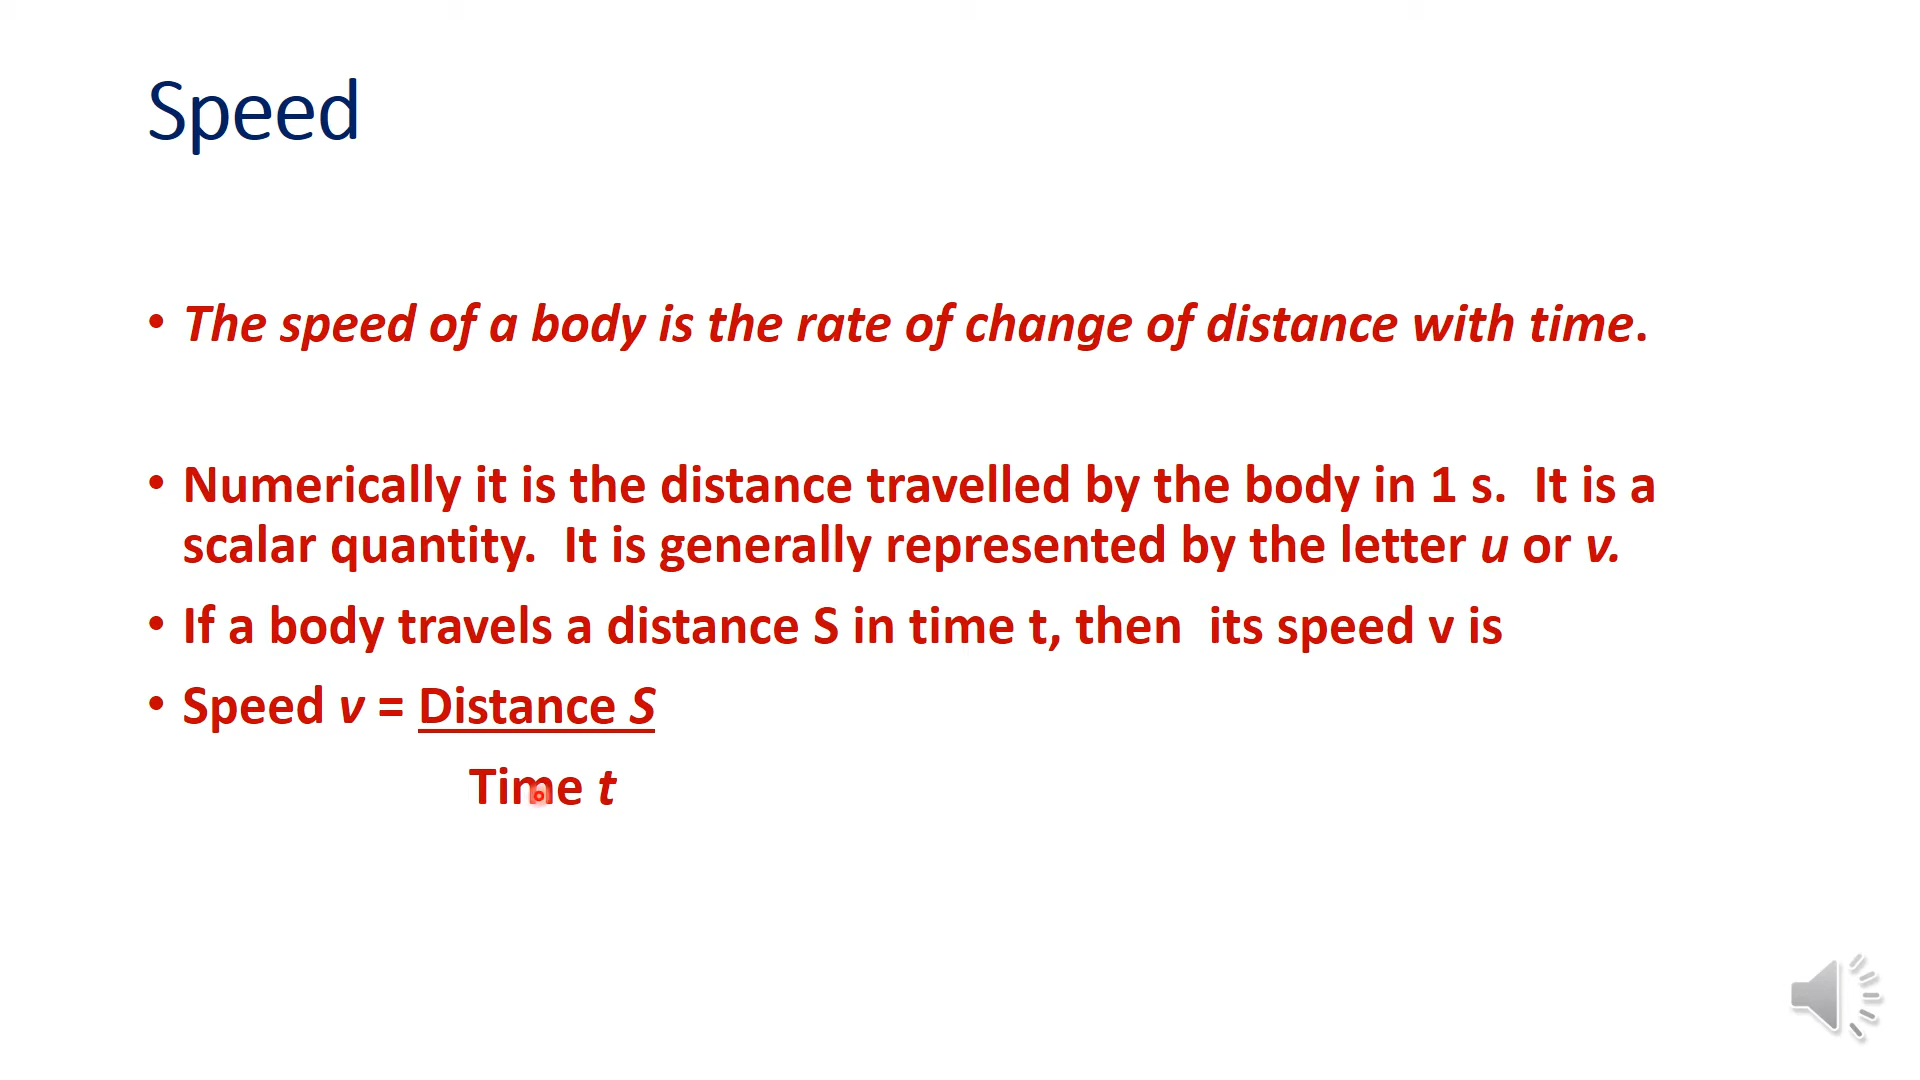 Speed
• The speed of a body is the rate of change of distance with time.
• Numerically it is the distance travelled by the body in 1 s.  It is a
scalar quantity.  It is generally represented by the letter u or v.
• If a body travels a distance S in time t, then  its speed v is
• Speed v = Distance S
Time t